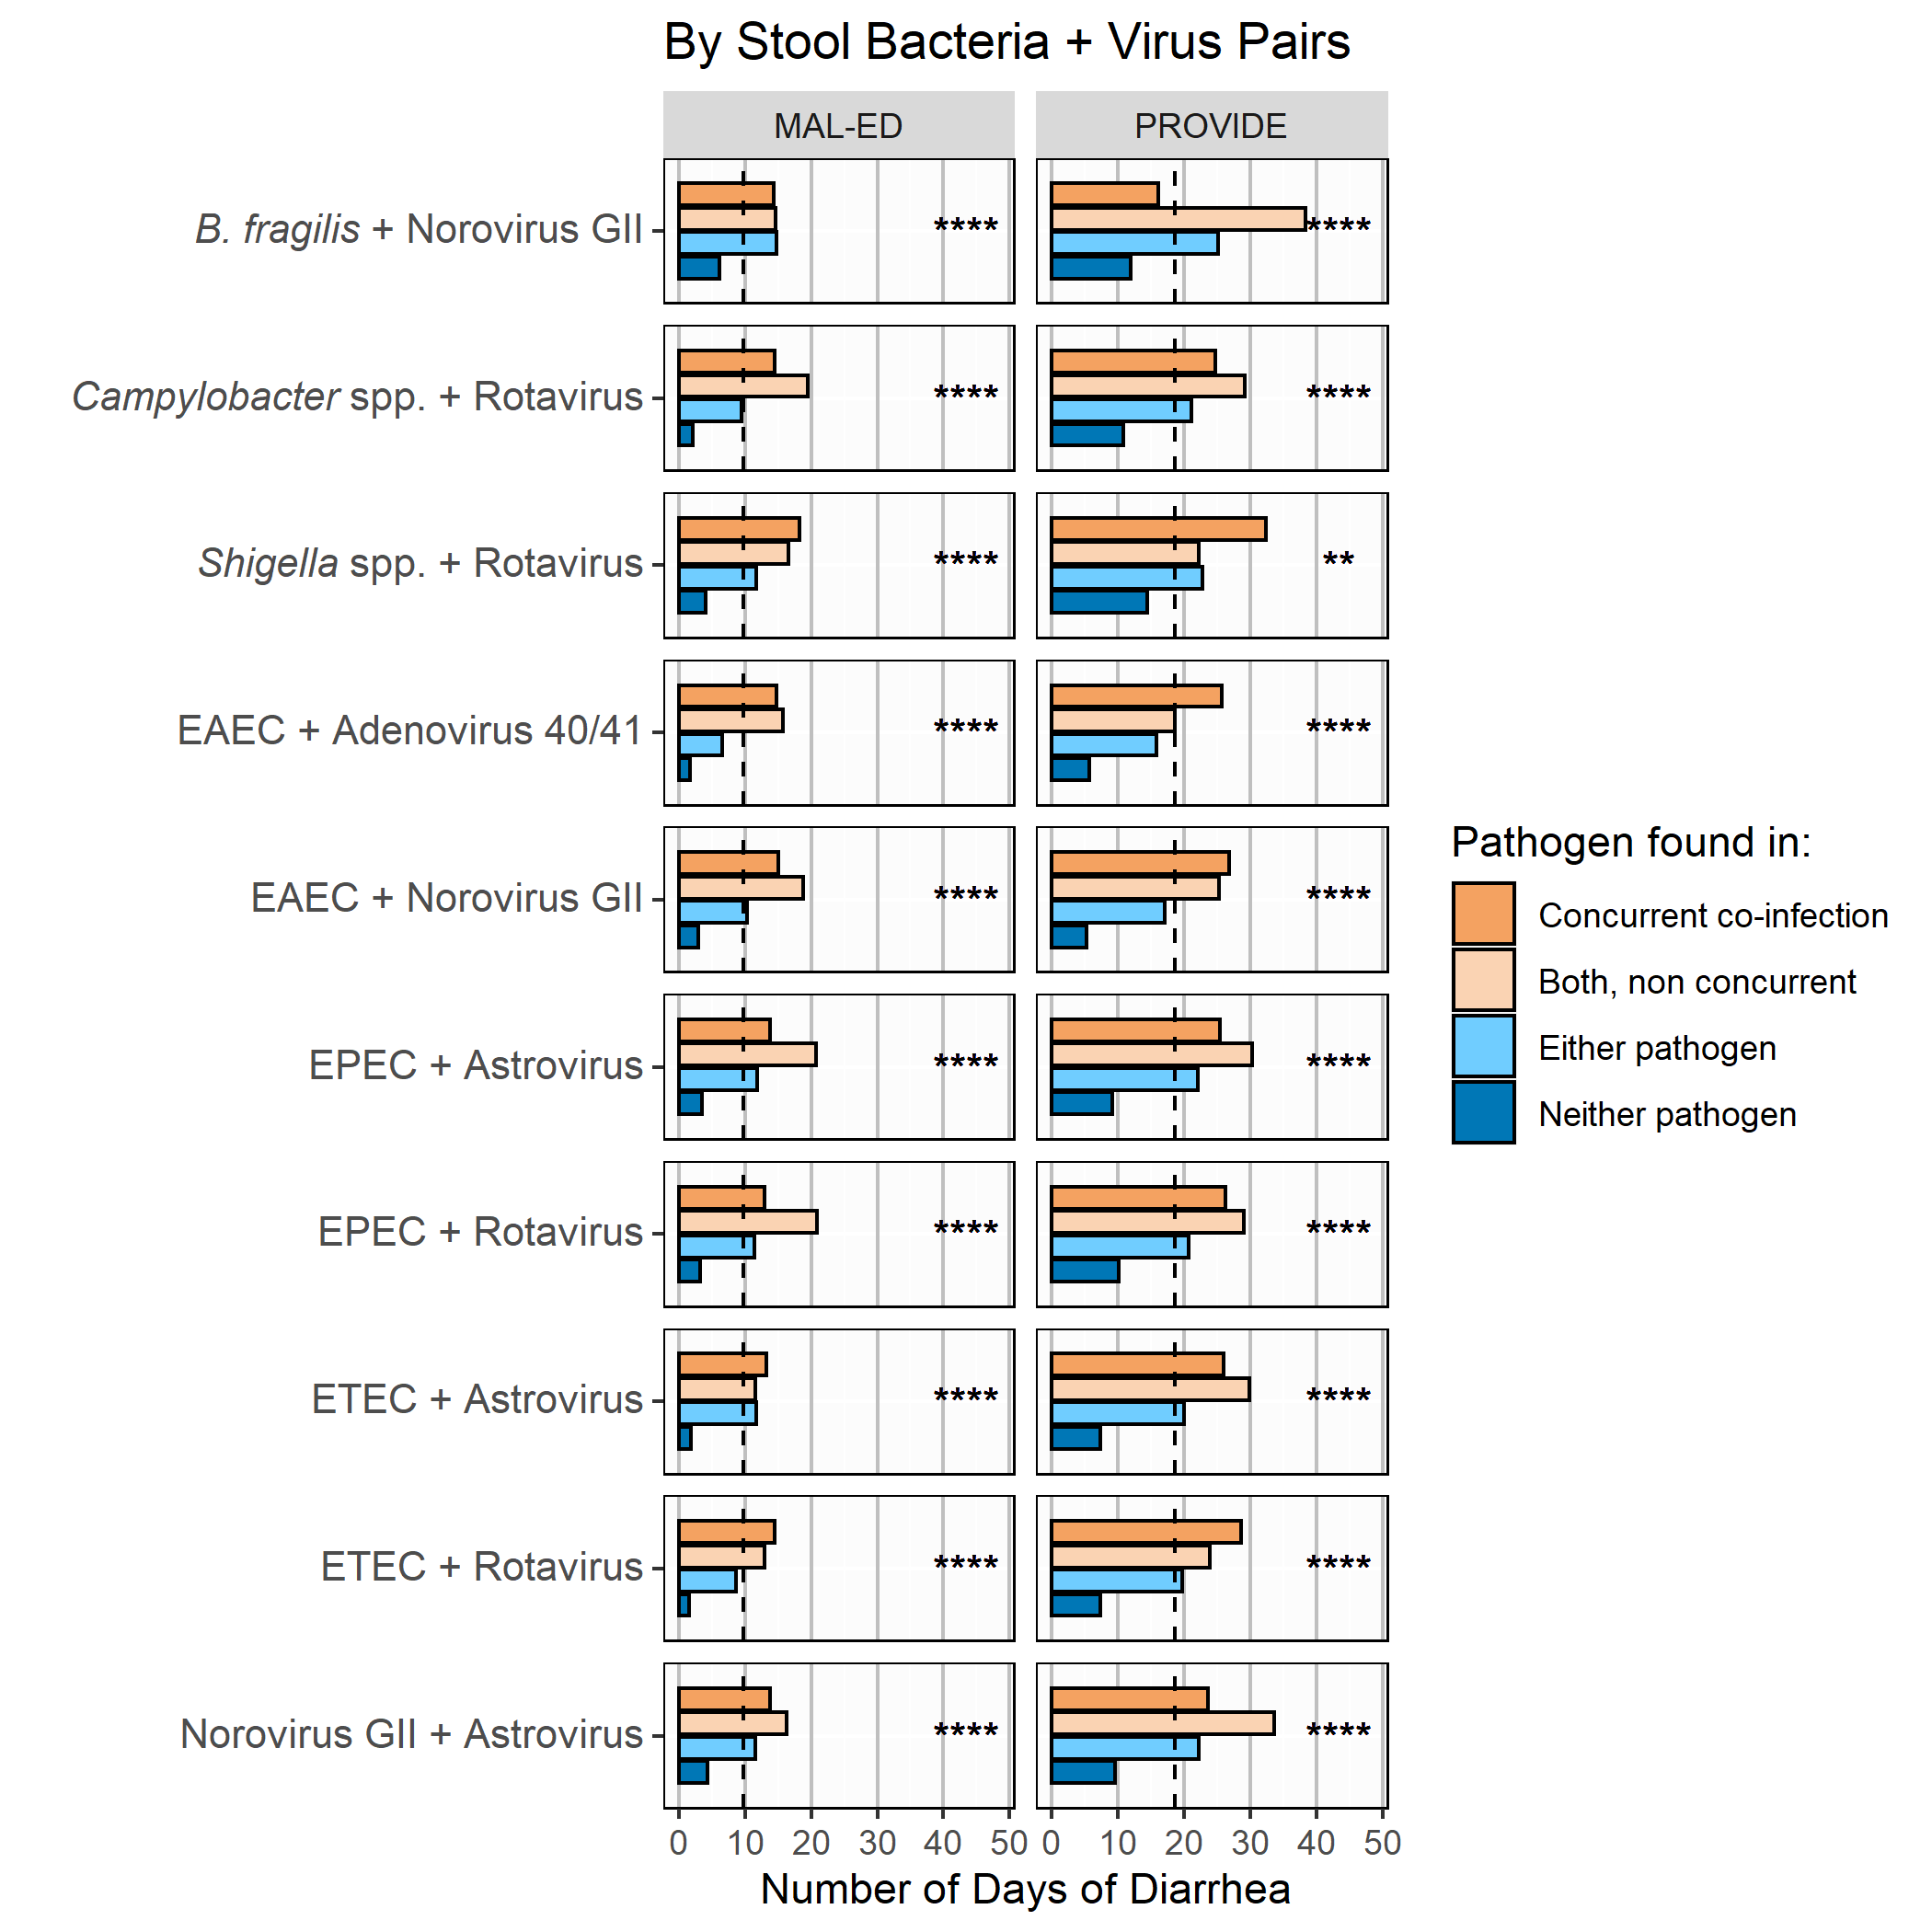 By Stool Bacteria + Virus Pairs
MAL-ED PROVIDE
B. fragilis + Norovirus GII **** ****
Campylobacter spp. + Rotavirus **** ****
Shigella spp. + Rotavirus **** **
EAEC + Adenovirus 40/41 **** ****
EAEC + Norovirus GII **** ****
EPEC + Astrovirus **** ****
EPEC + Rotavirus **** ****
ETEC + Astrovirus **** ****
ETEC + Rotavirus **** ****
Norovirus GII + Astrovirus **** ****
0 10 20 30 40 50 0 10 20 30 40 50
Number of Days of Diarrhea
Pathogen found in:
Concurrent co-infection
Both, non concurrent
Either pathogen
Neither pathogen